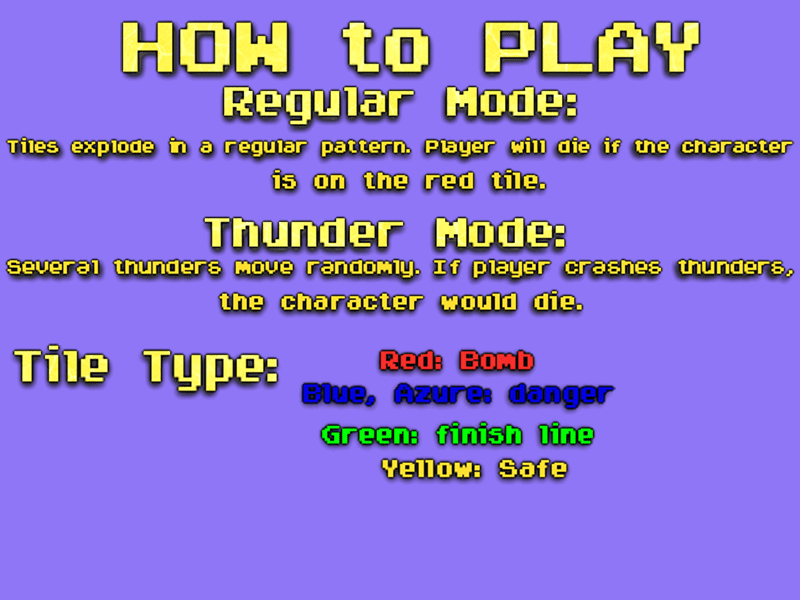 HOW to PLAY
Regular Mode:
Tiles explode in a regular pattern. Player will die if the character
is on the red tile.
Thunder Mode:
Several thunders move randomly. If player crashes thunders,
the character would die.
Tile Type:
Red: Bomb
Blue, Azure: danger
Green: finish line
Yellow: Safe